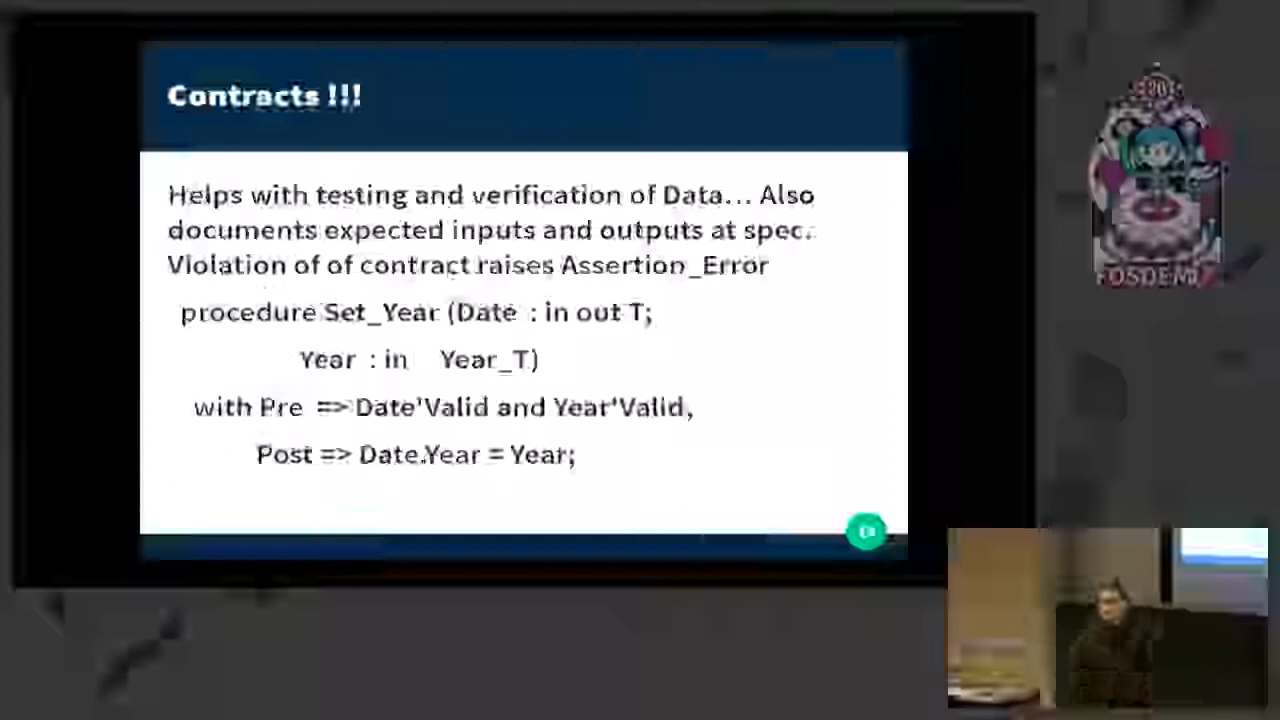 Contracts !!!
Helps with testing and verification of Data... Also
documents expected inputs and outputs at spec.
Violation of of contract raises Assertion_Error
procedure Set_Year (Date : in out T;
Year : in Year_T)
with Pre => Date'Valid and Year'Valid,
Post => Date.Year = Year;
FOSDEM